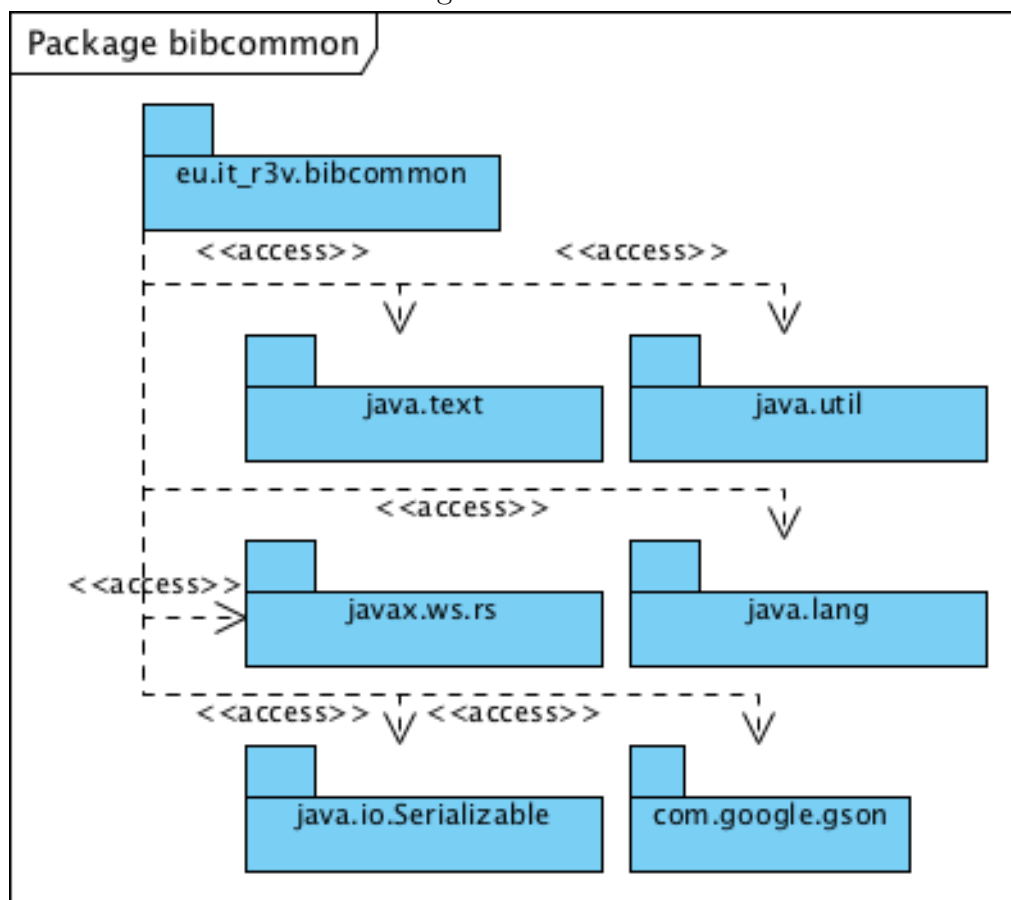 Package bibcommon
eu.it_r3v.bibcommon
<<access>> <<access>>
java.text java.util
<<access>>
<<access>>
javax.ws.rs java.lang
<<access>> <<access>>
java.io.Serializable com.google.gson